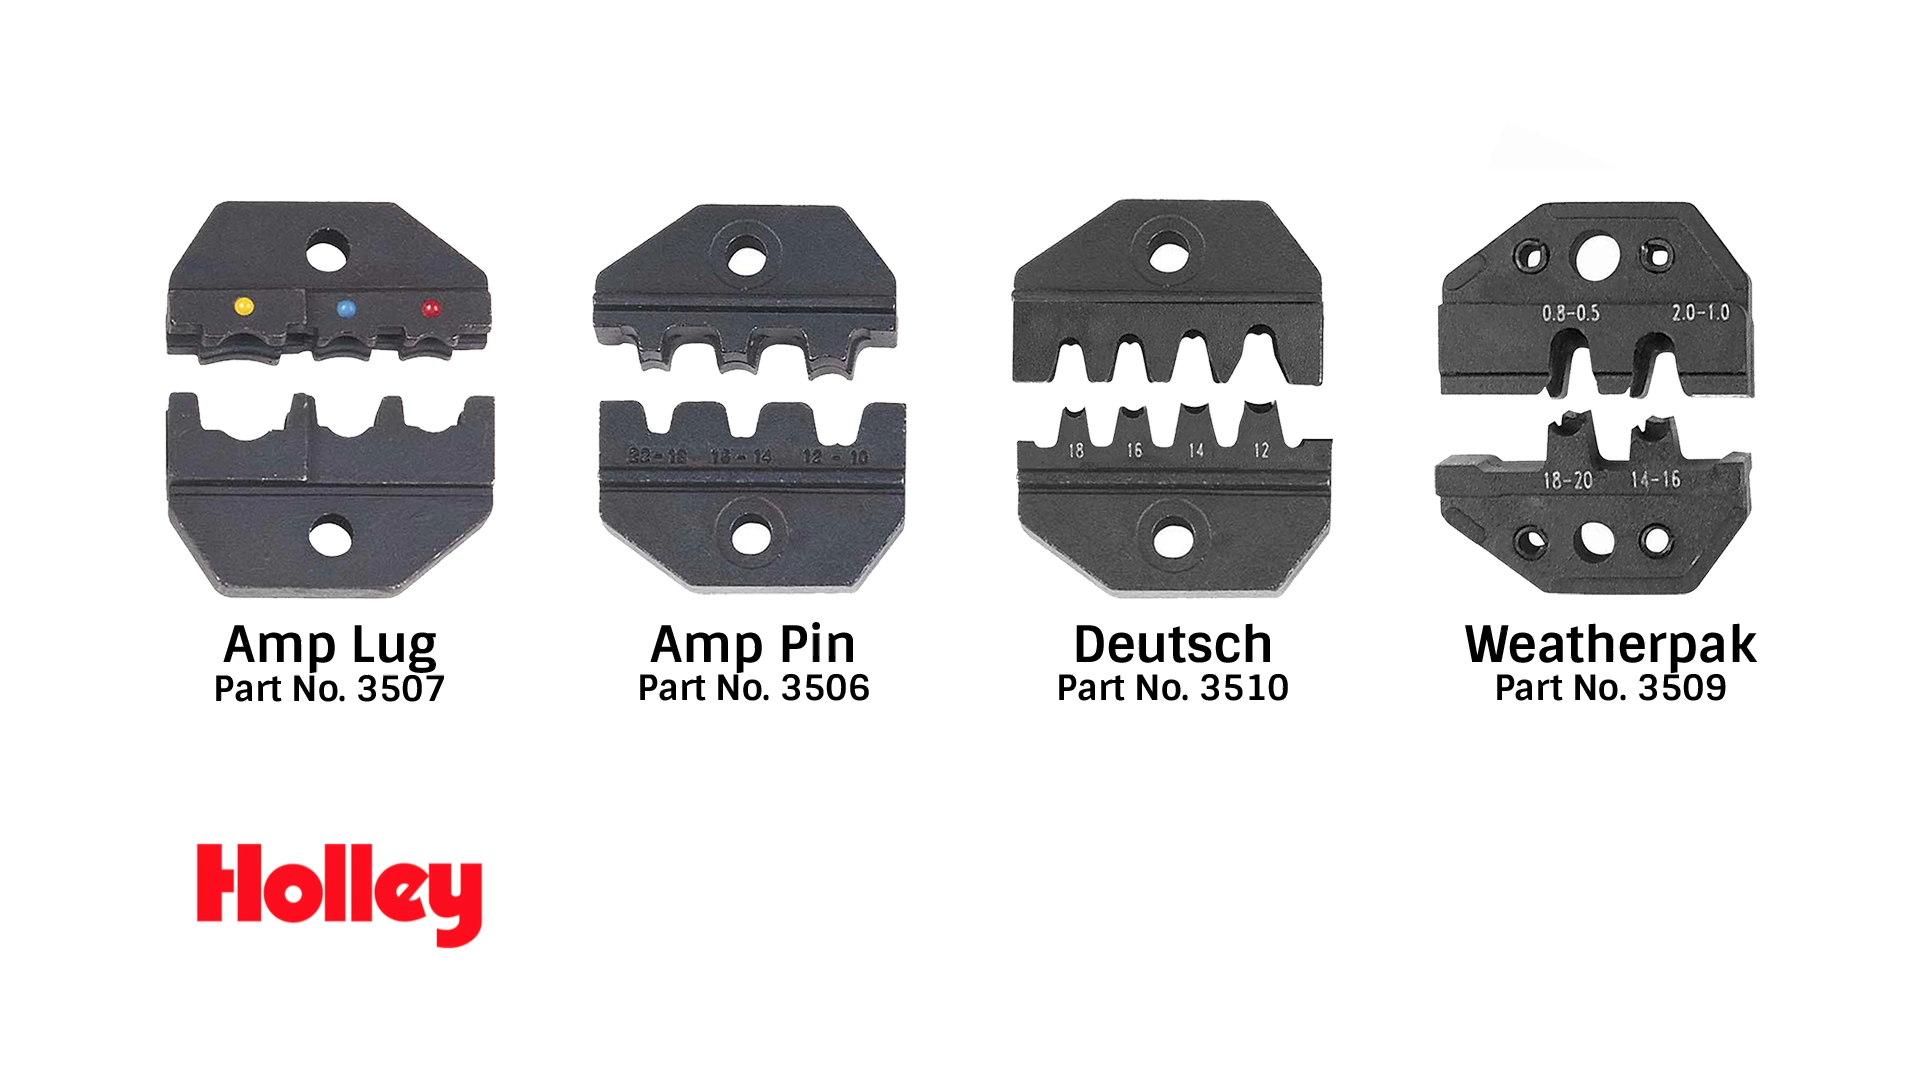 0.8-0.5 2.0-1.0
22-18 16-14 12-10
18 16 14 12
18-20 14-16
Amp Lug
Part No. 3507
Amp Pin
Part No. 3506
Deutsch
Part No. 3510
Weatherpak
Part No. 3509
Holley